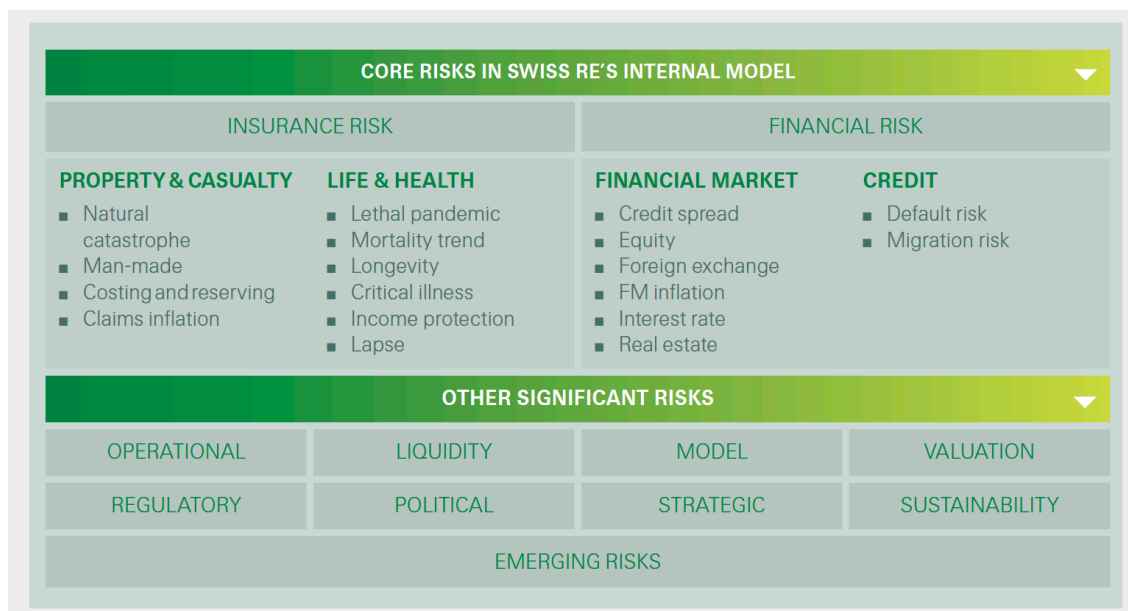 CORE RISKS IN SWISS RE'S INTERNAL MODEL
INSURANCE RISK
FINANCIAL RISK
PROPERTY & CASUALTY
Natural
catastrophe
Man-made
Costing and reserving
Claims inflation
LIFE & HEALTH
Lethal pandemic
Mortality trend
Longevity
Critical illness
Income protection
Lapse
FINANCIAL MARKET
Credit spread
Equity
Foreign exchange
FM inflation
Interest rate
Real estate
CREDIT
Default risk
Migration risk
OTHER SIGNIFICANT RISKS
OPERATIONAL
LIQUIDITY
MODEL
VALUATION
REGULATORY
POLITICAL
STRATEGIC
SUSTAINABILITY
EMERGING RISKS